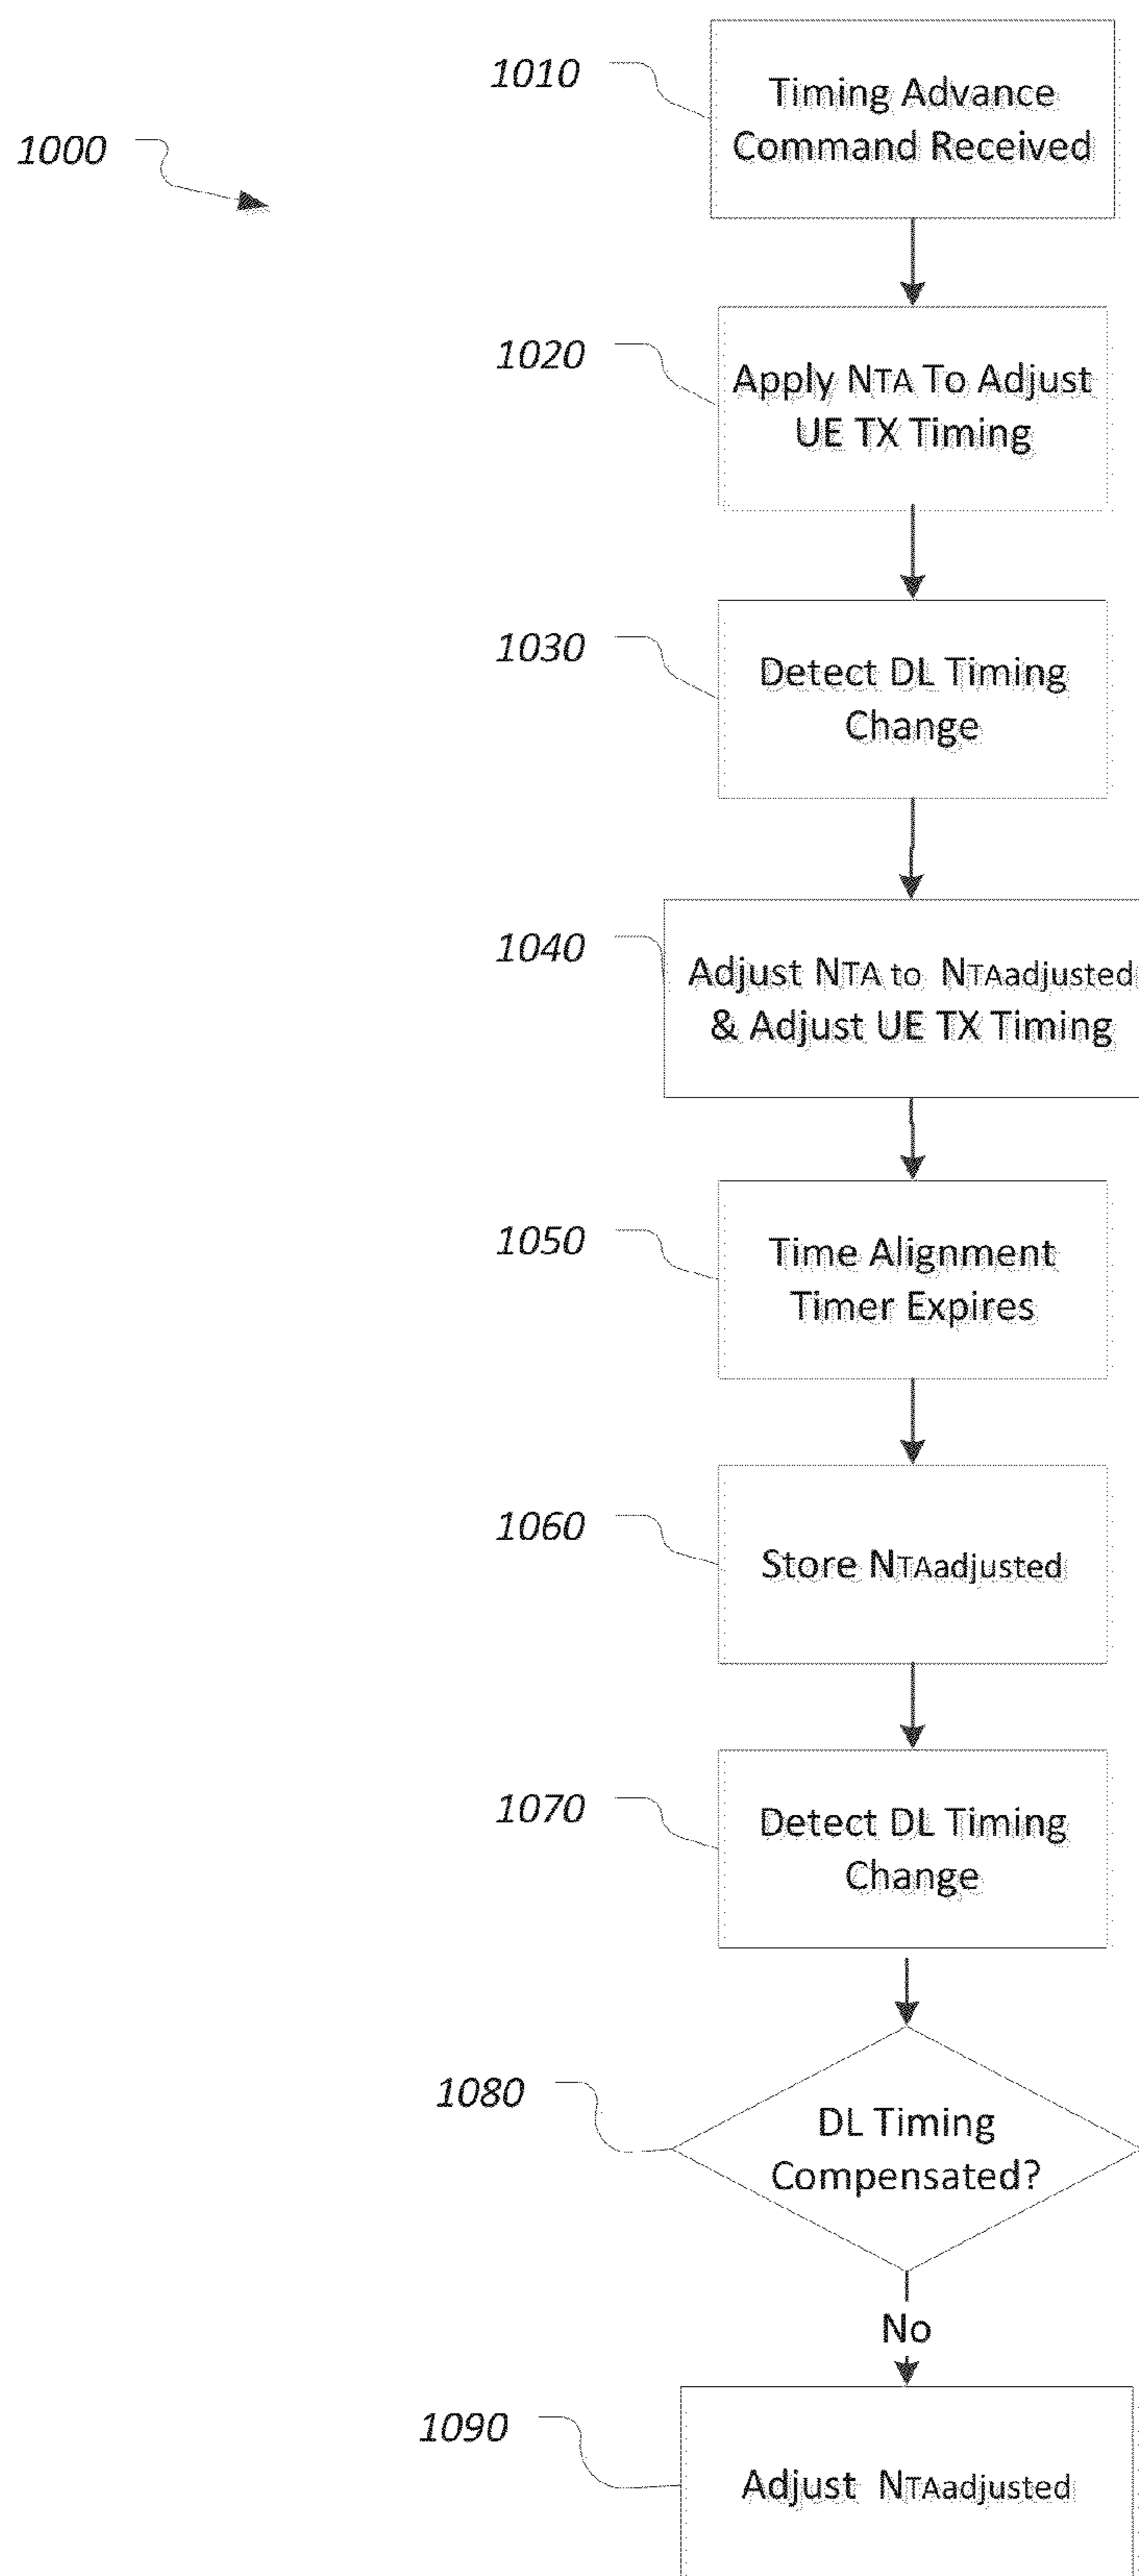 1000
1010
Timing Advance
Command Received
1020
Apply NTA To Adjust
UE TX Timing
1030
Detect DL Timing
Change
1040
Adjust NTA to NTAadjusted
& Adjust UE TX Timing
1050
Time Alignment
Timer Expires
1060
Store NTAadjusted
1070
Detect DL Timing
Change
1080
DL Timing
Compensated?
No
1090
Adjust NTAadjusted